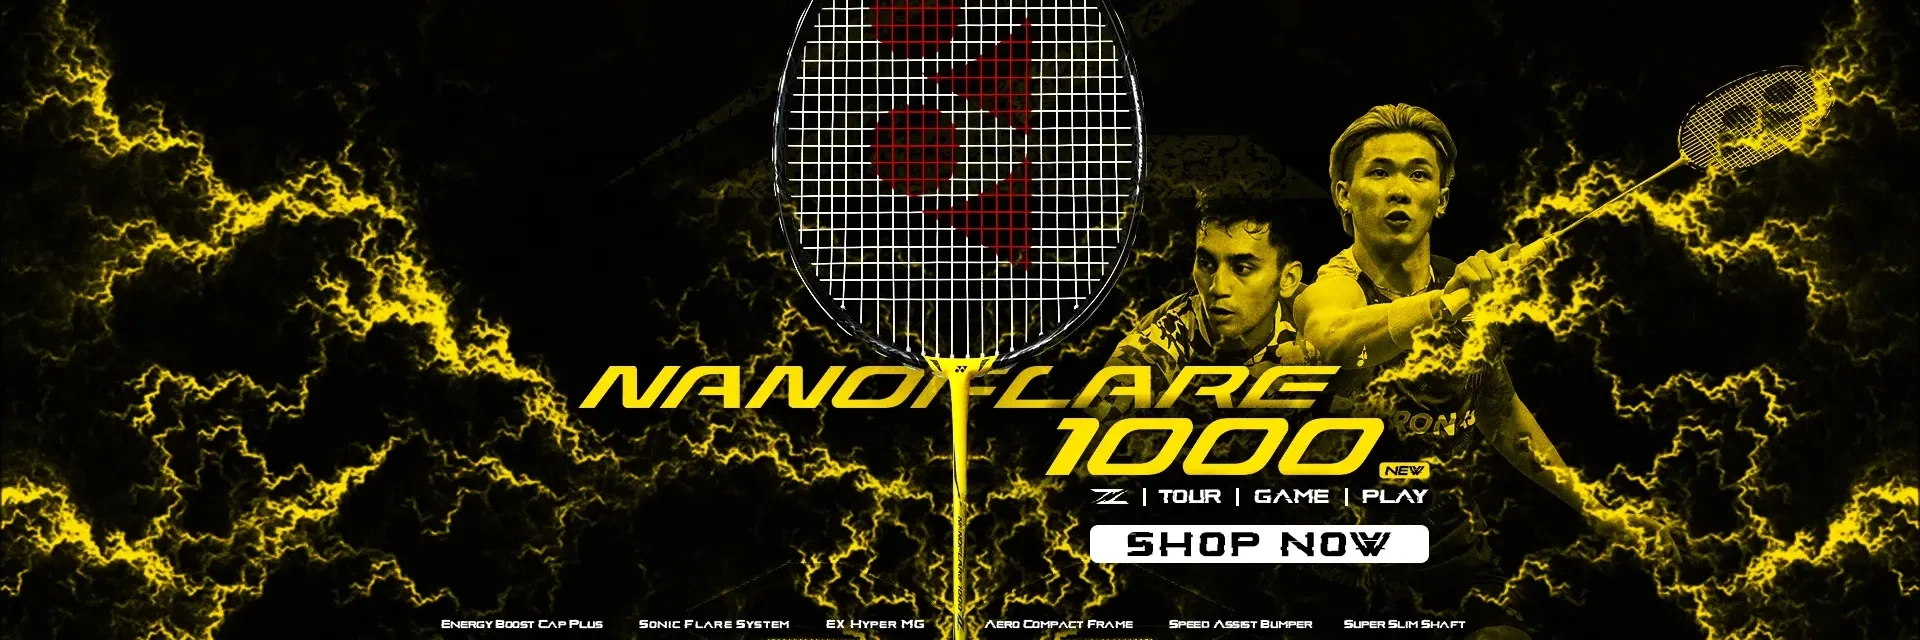 NANOFLARE
1000
NEW
ZZ | TOUR | GAME | PLAY
SHOP NOW
ENERGY BOOST CAP PLUS
SONIC FLARE SYSTEM
EX HYPER MG
AERO COMPACT FRAME
SPEED ASSIST BUMPER
SUPER SLIM SHAFT